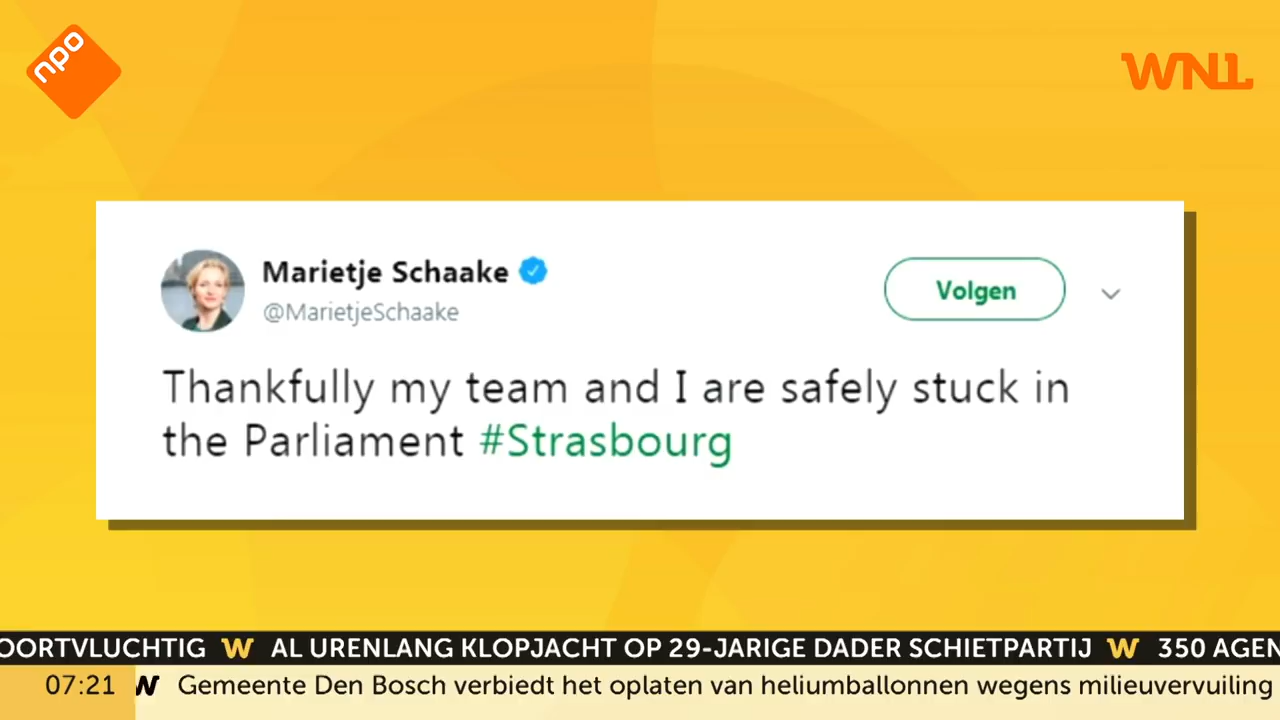 npo
WNL
Marietje Schaake
@MarietjeSchaake
Volgen
Thankfully my team and I are safely stuck in
the Parliament #Strasbourg
OORTVLUCHTIG W AL URENLANG KLOPJACHT OP 29-JARIGE DADER SCHIETPARTIJ W 350 AGEN
07:21 W Gemeente Den Bosch verbiedt het oplaten van heliumballonnen wegens milieuvervuiling